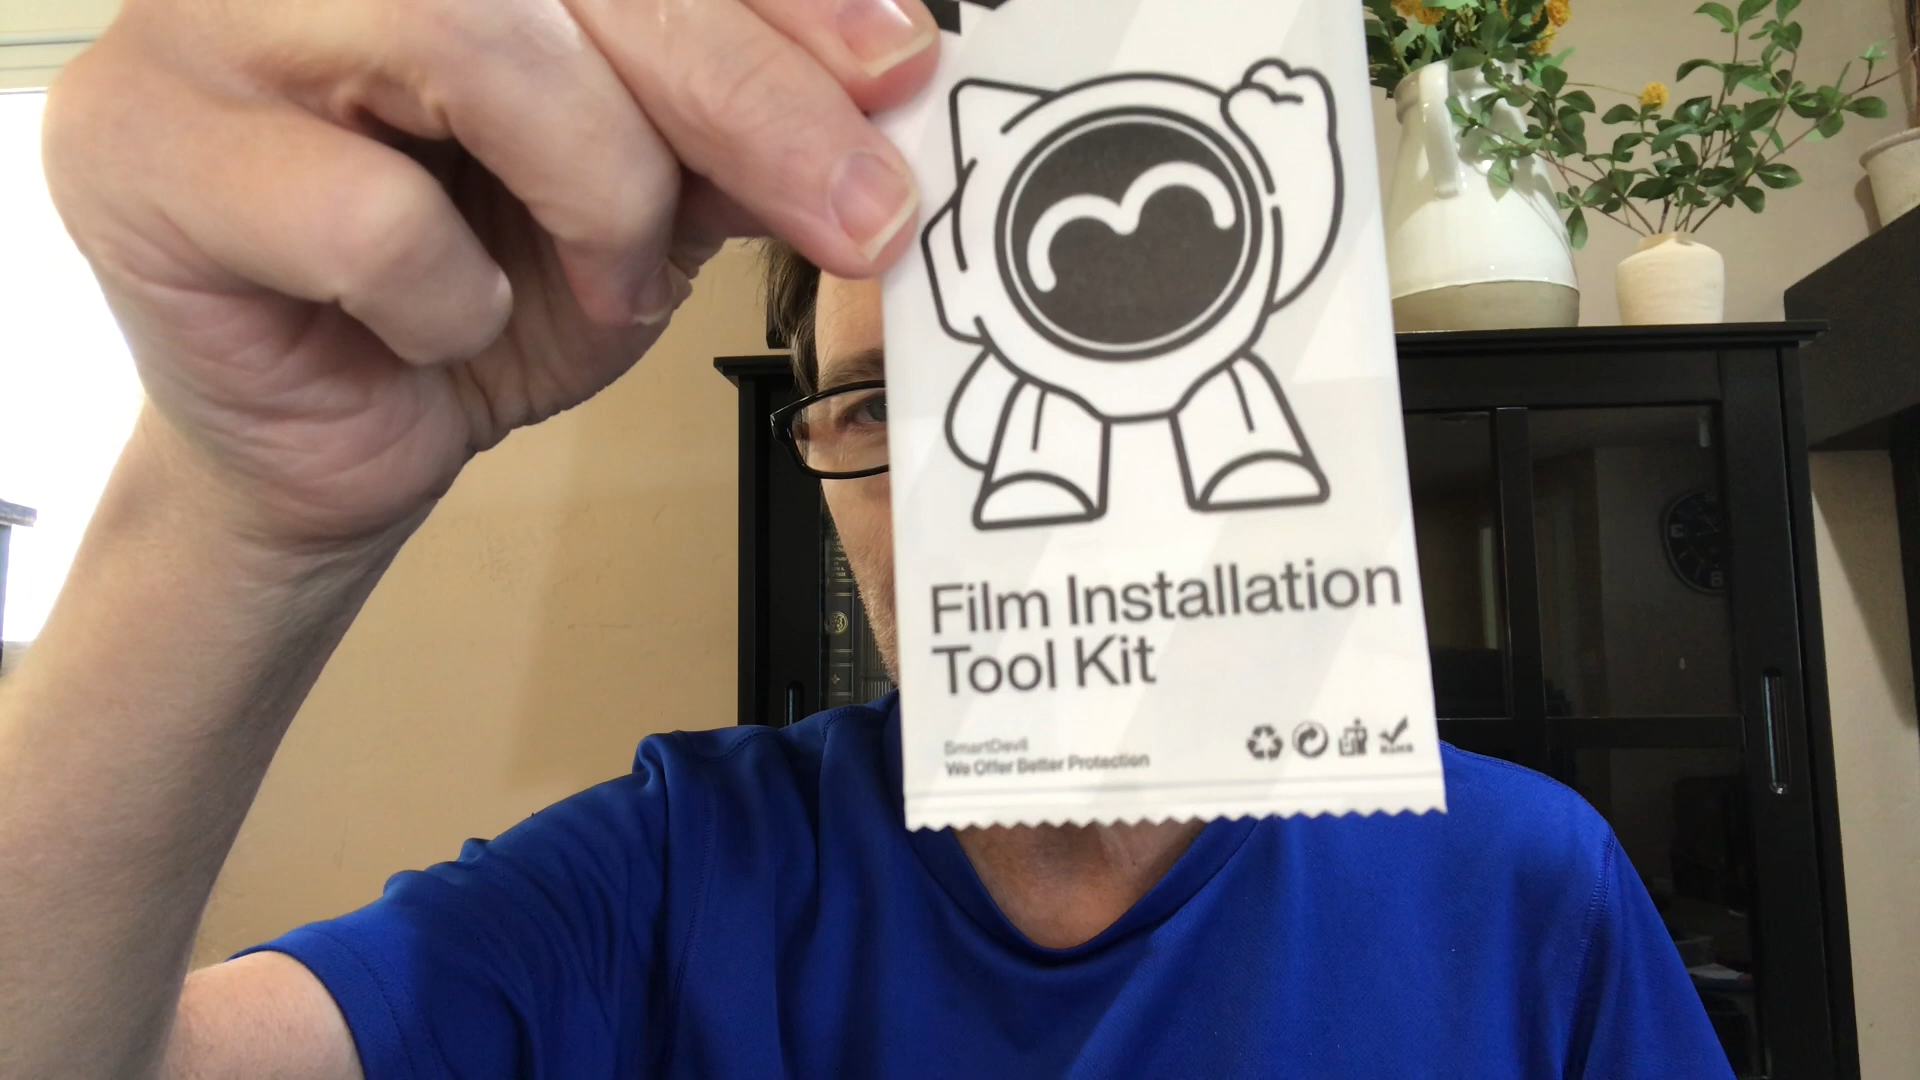 Film Installation
Tool Kit
SmartDevil
We Offer Better Protection